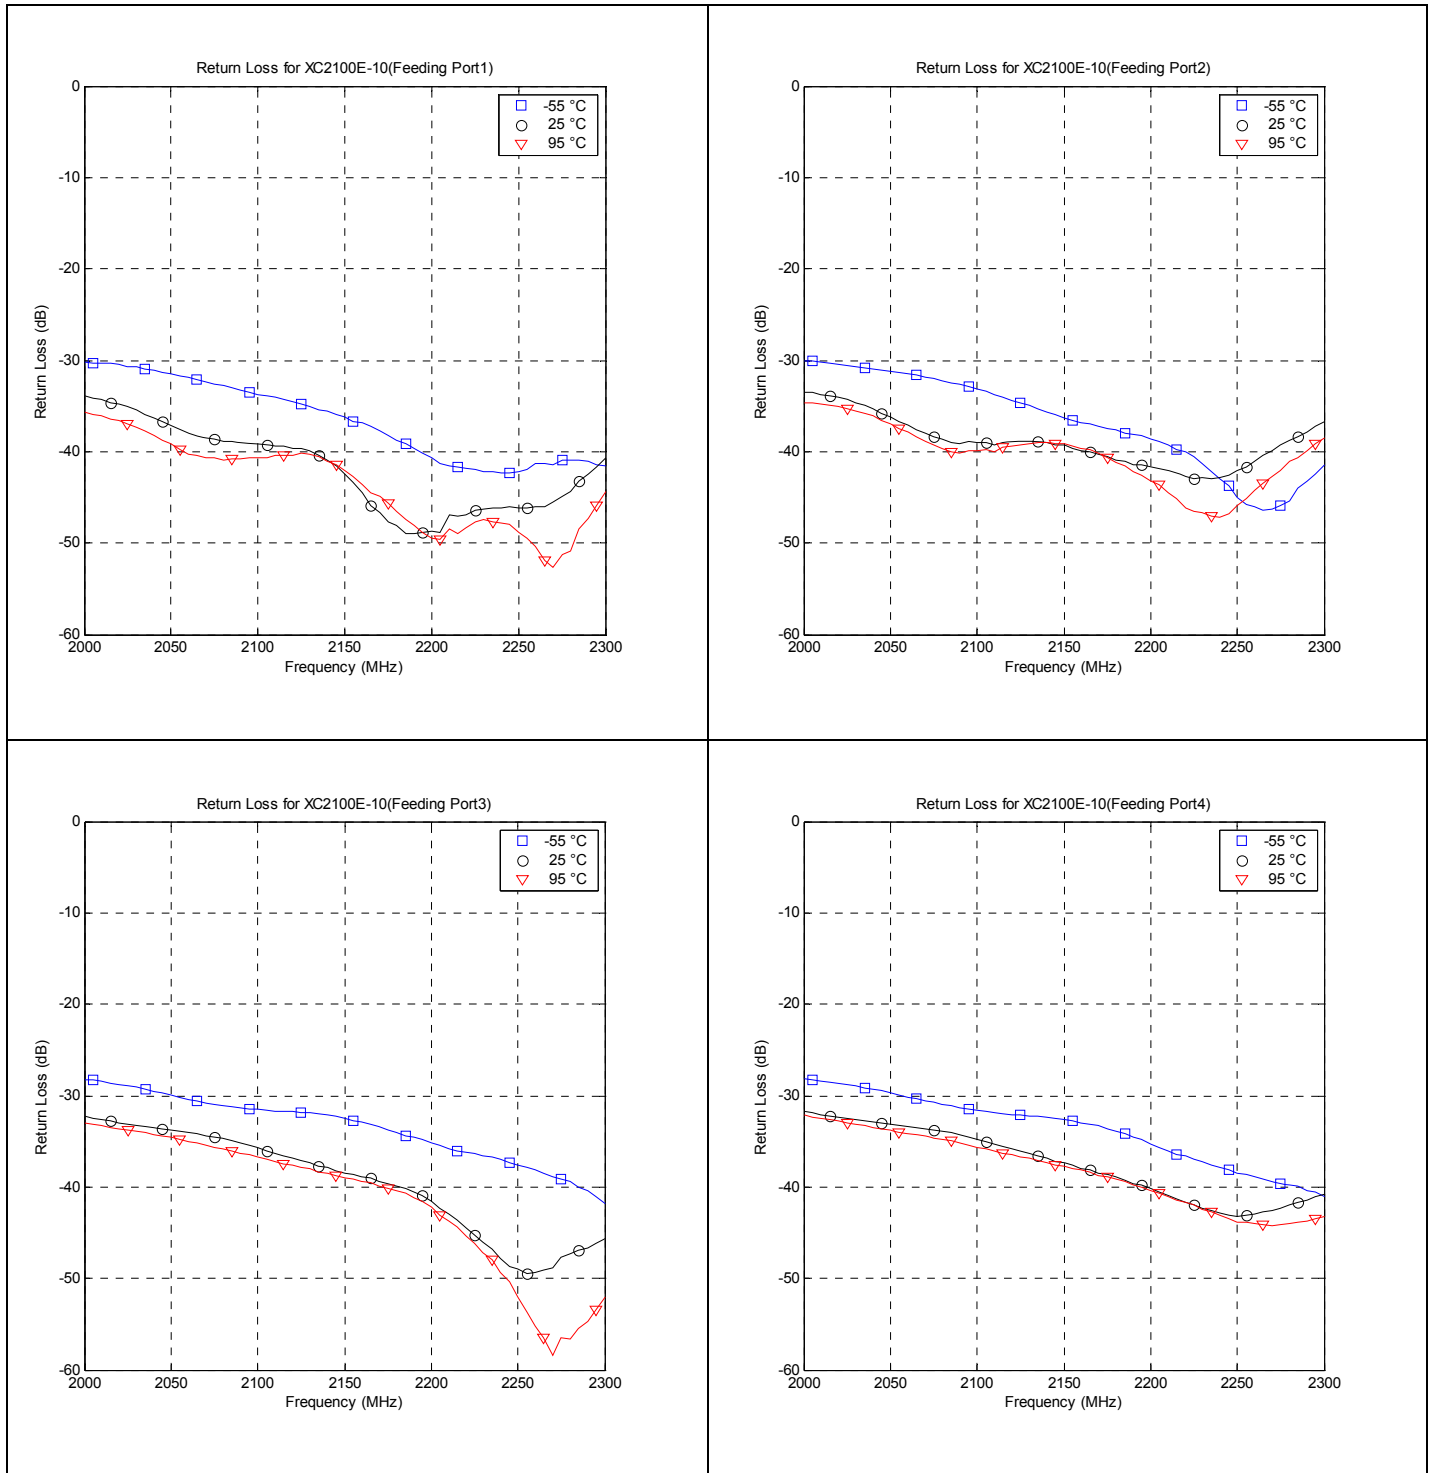 Return Loss for XC2100E-10(Feeding Port1)
0
-10
-20
-30
-40
-50
-60
Return Loss (dB)
-55 °C
25 °C
95 °C
2000 2050 2100 2150 2200 2250 2300
Frequency (MHz)
Return Loss for XC2100E-10(Feeding Port2)
0
-10
-20
-30
-40
-50
-60
Return Loss (dB)
-55 °C
25 °C
95 °C
2000 2050 2100 2150 2200 2250 2300
Frequency (MHz)
Return Loss for XC2100E-10(Feeding Port3)
0
-10
-20
-30
-40
-50
-60
Return Loss (dB)
-55 °C
25 °C
95 °C
2000 2050 2100 2150 2200 2250 2300
Frequency (MHz)
Return Loss for XC2100E-10(Feeding Port4)
0
-10
-20
-30
-40
-50
-60
Return Loss (dB)
-55 °C
25 °C
95 °C
2000 2050 2100 2150 2200 2250 2300
Frequency (MHz)